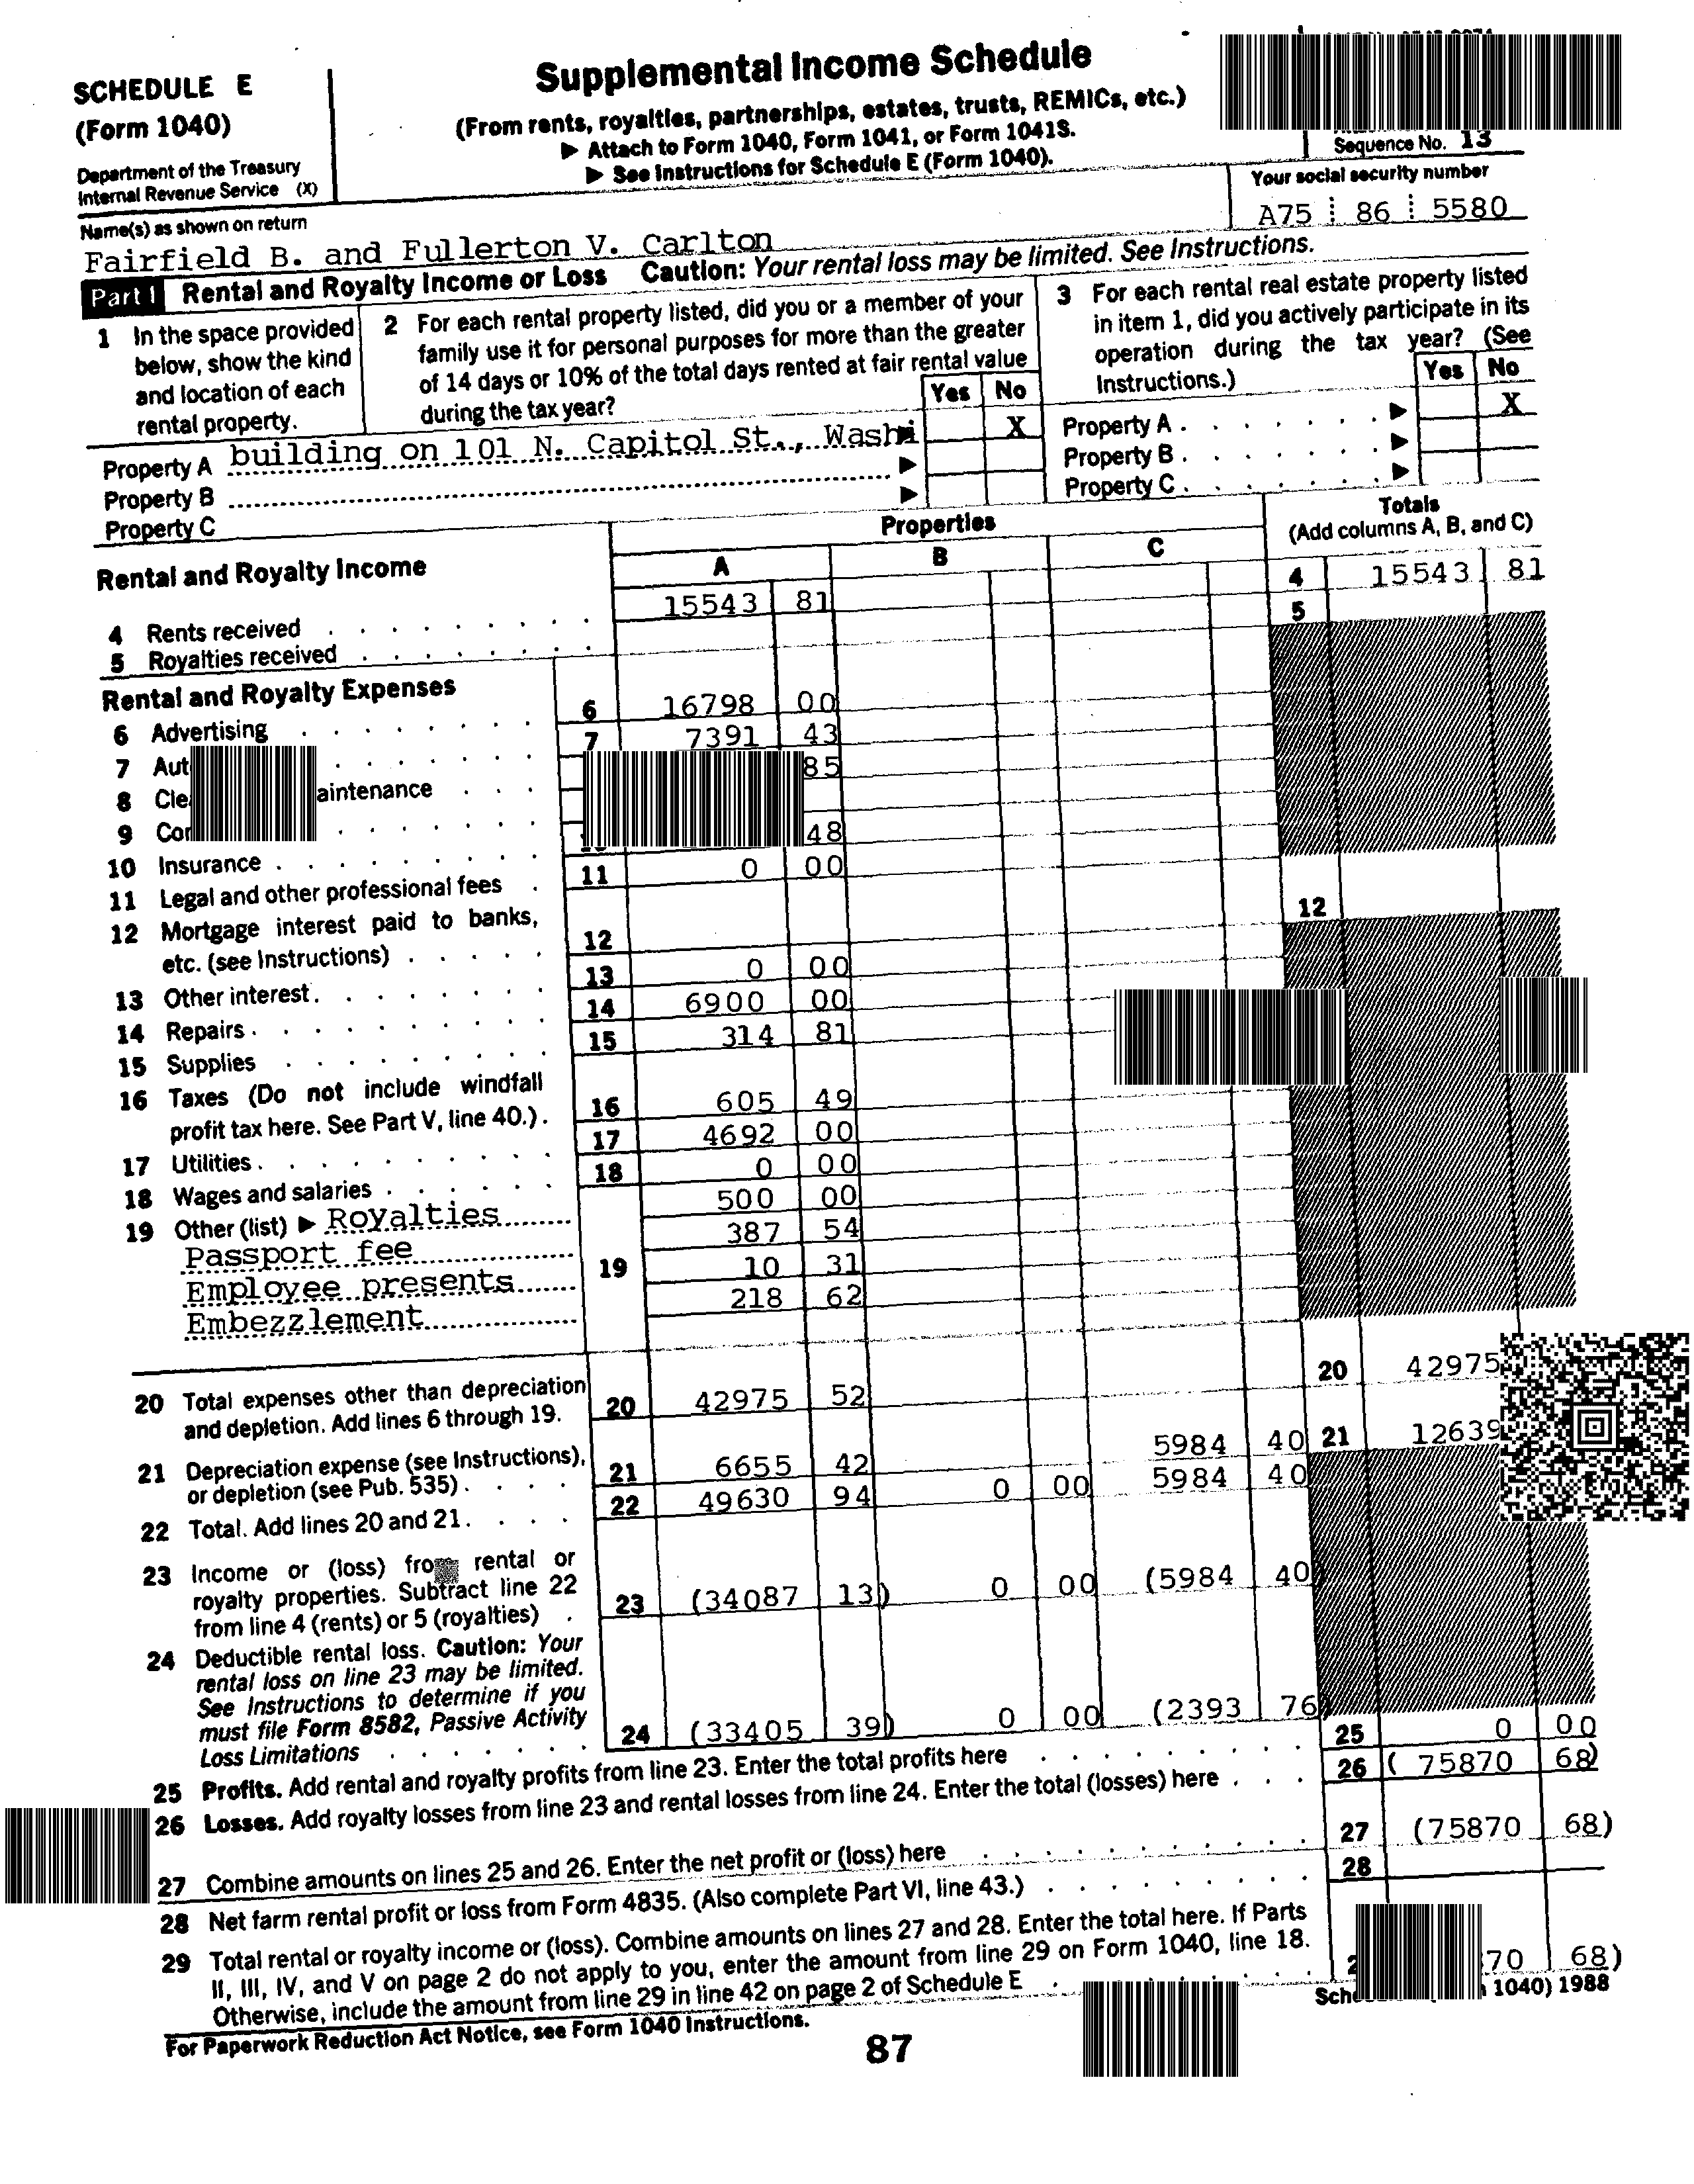 SCHEDULE E
(Form 1040)
Department of the Treasury
Internal Revenue Service (X)
Supplemental Income Schedule
(From rents, royalties, partnerships, estates, trusts, REMICs, etc.)
▶ Attach to Form 1040, Form 1041, or Form 1041S.
▶ See Instructions for Schedule E (Form 1040).
Sequence No. 13
Name(s) as shown on return
Your social security number
Fairfield B. and Fullerton V. Carlton
A75 86 5580
Part I Rental and Royalty Income or Loss Caution: Your rental loss may be limited. See Instructions.
1 In the space provided below, show the kind and location of each rental property.
2 For each rental property listed, did you or a member of your family use it for personal purposes for more than the greater of 14 days or 10% of the total days rented at fair rental value during the tax year?
Yes No
3 For each rental real estate property listed in item 1, did you actively participate in its operation during the tax year? (See Instructions.)
Yes No
Property A building on 101 N. Capitol St., Washi ▶ X
Property B ▶
Property C ▶
Property A ▶ X
Property B ▶
Property C ▶
Rental and Royalty Income
Properties
A B C
Totals
(Add columns A, B, and C)
4 Rents received 15543 81 4 15543 81
5 Royalties received 5
Rental and Royalty Expenses
6 Advertising 6 16798 00
7 Aut 7 7391 43
8 Cle aintenance 85
9 Con
10 Insurance 48
11 Legal and other professional fees 11 0 00
12 Mortgage interest paid to banks, etc. (see Instructions) 12 12
13 Other interest 13 0 00
14 Repairs 14 6900 00
15 Supplies 15 314 81
16 Taxes (Do not include windfall profit tax here. See Part V, line 40.) 16 605 49
17 Utilities 17 4692 00
18 Wages and salaries 18 0 00
19 Other (list) ▶ Royalties 19 500 00
Passport fee 387 54
Employee presents 10 31
Embezzlement 218 62
20 Total expenses other than depreciation and depletion. Add lines 6 through 19. 20 42975 52 20 42975
21 Depreciation expense (see Instructions), or depletion (see Pub. 535) 21 6655 42 5984 40 21 12639
22 Total. Add lines 20 and 21 22 49630 94 0 00 5984 40
23 Income or (loss) from rental or royalty properties. Subtract line 22 from line 4 (rents) or 5 (royalties) 23 (34087 13) 0 00 (5984 40)
24 Deductible rental loss. Caution: Your rental loss on line 23 may be limited. See Instructions to determine if you must file Form 8582, Passive Activity Loss Limitations 24 (33405 39) 0 00 (2393 76)
25 Profits. Add rental and royalty profits from line 23. Enter the total profits here 25 0 00
26 Losses. Add royalty losses from line 23 and rental losses from line 24. Enter the total (losses) here 26 ( 75870 68)
27 Combine amounts on lines 25 and 26. Enter the net profit or (loss) here 27 (75870 68)
28 Net farm rental profit or loss from Form 4835. (Also complete Part VI, line 43.) 28
29 Total rental or royalty income or (loss). Combine amounts on lines 27 and 28. Enter the total here. If Parts II, III, IV, and V on page 2 do not apply to you, enter the amount from line 29 on Form 1040, line 18. Otherwise, include the amount from line 29 in line 42 on page 2 of Schedule E 2 70 68)
For Paperwork Reduction Act Notice, see Form 1040 Instructions.
Sche 1040) 1988
87